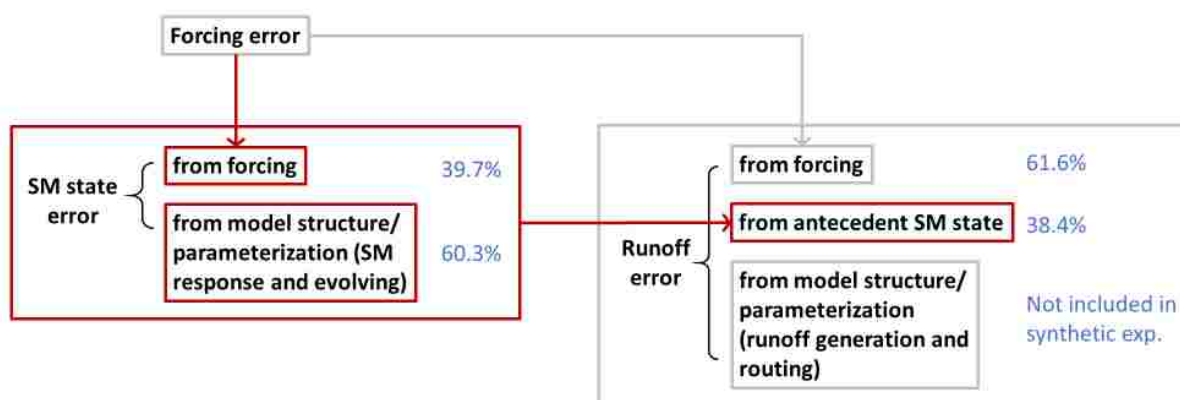 Forcing error
SM state
error
from forcing
39.7%
from model structure/
parameterization (SM
response and evolving)
60.3%
Runoff
error
from forcing
61.6%
from antecedent SM state
38.4%
from model structure/
parameterization
(runoff generation and
routing)
Not included in
synthetic exp.